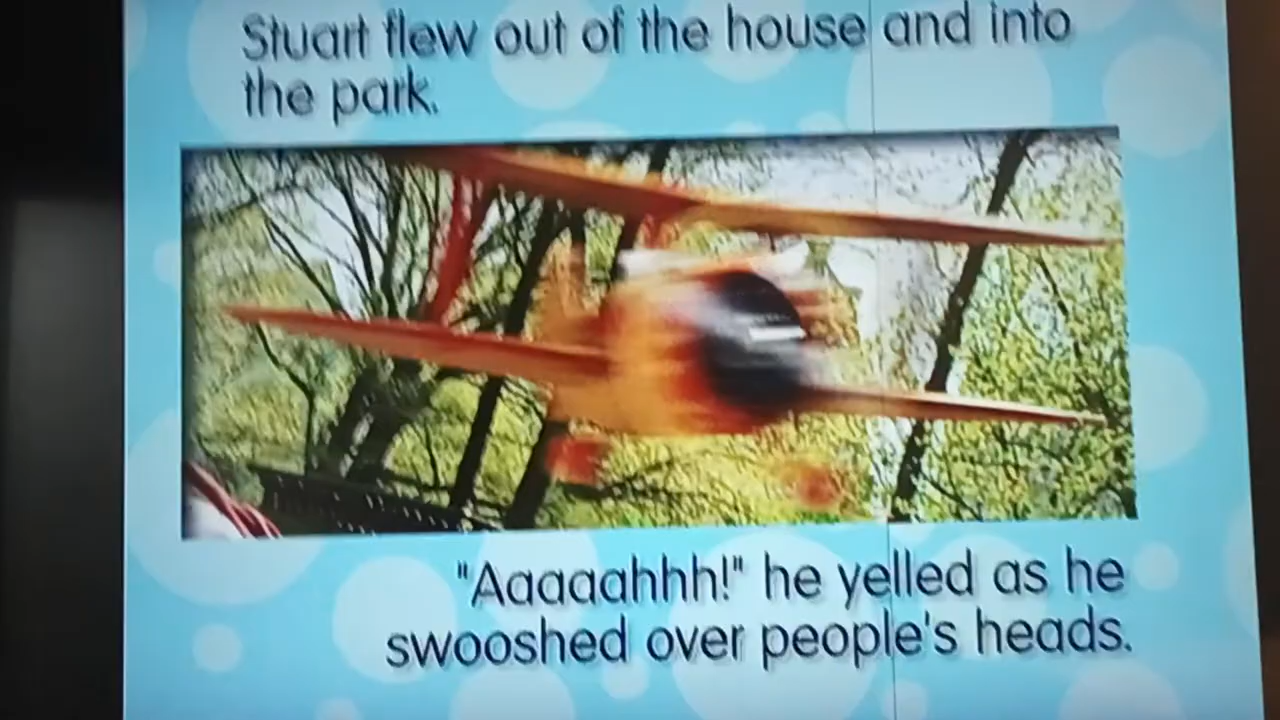 Stuart flew out of the house and into
the park.
"Aaaaahhh!" he yelled as he
swooshed over people's heads.